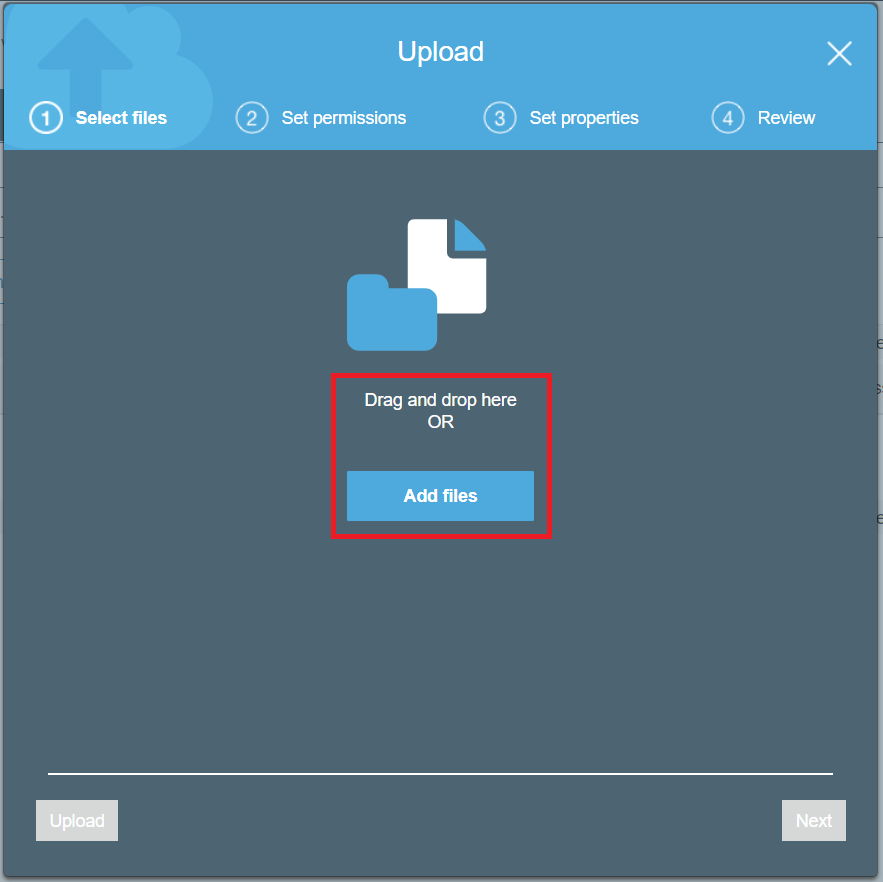 Upload
1 Select files
2 Set permissions
3 Set properties
4 Review
Drag and drop here
OR
Add files
Upload
Next